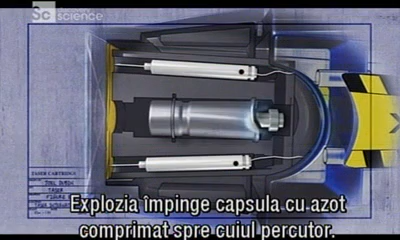 Sc science
TASER CARTRIDGE
Explozia împinge capsula cu azot
comprimat spre cuiul percutor.